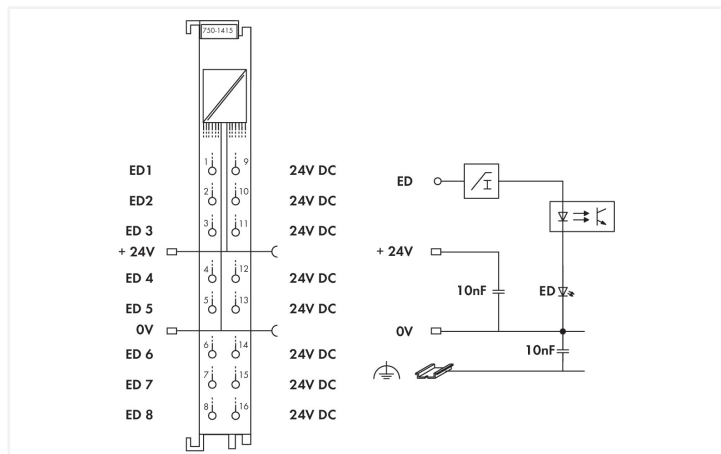 750-1415
ED1 1 9 24V DC
ED2 2 10 24V DC
ED 3 3 11 24V DC
+ 24V
ED 4 4 12 24V DC
ED 5 5 13 24V DC
0V
ED 6 6 14 24V DC
ED 7 7 15 24V DC
ED 8 8 16 24V DC
ED
I
+ 24V
10nF
ED
0V
10nF